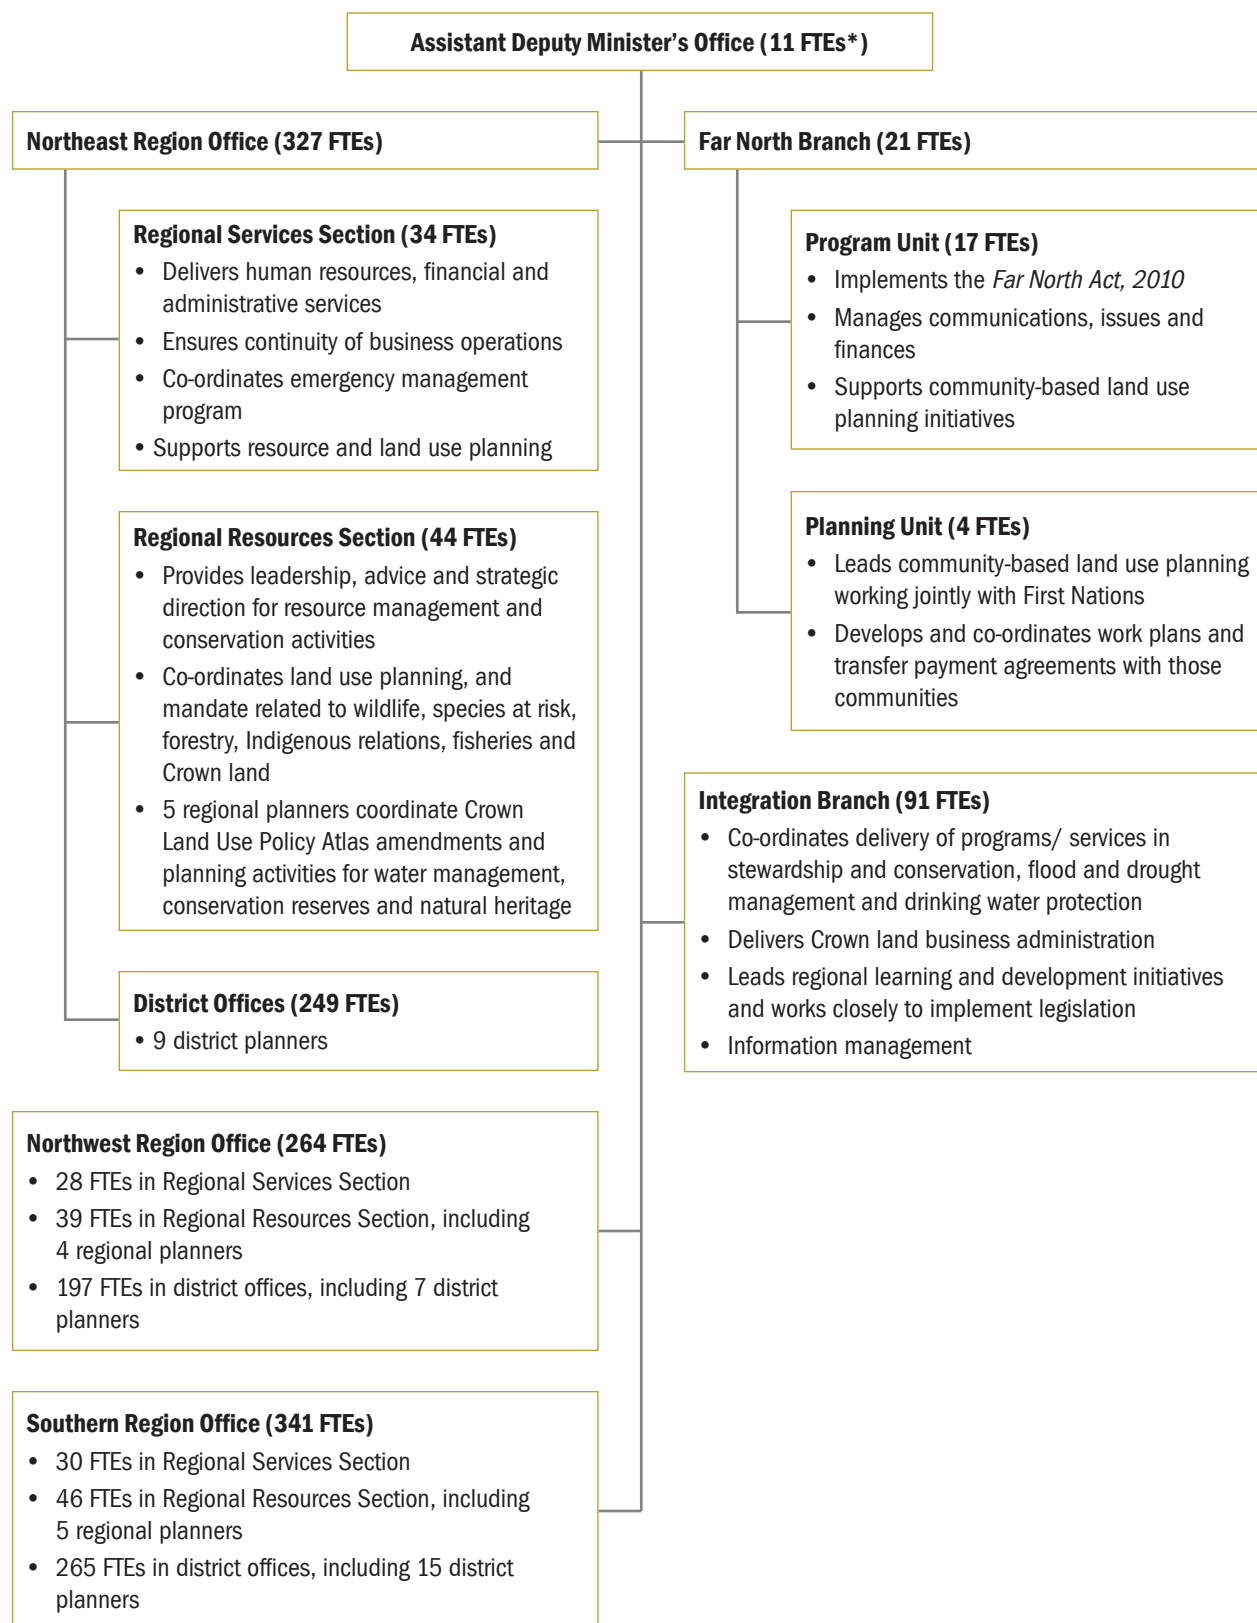 Assistant Deputy Minister’s Office (11 FTEs*)
Northeast Region Office (327 FTEs)
Regional Services Section (34 FTEs)
• Delivers human resources, financial and
administrative services
• Ensures continuity of business operations
• Co-ordinates emergency management
program
• Supports resource and land use planning
Regional Resources Section (44 FTEs)
• Provides leadership, advice and strategic
direction for resource management and
conservation activities
• Co-ordinates land use planning, and
mandate related to wildlife, species at risk,
forestry, Indigenous relations, fisheries and
Crown land
• 5 regional planners coordinate Crown
Land Use Policy Atlas amendments and
planning activities for water management,
conservation reserves and natural heritage
District Offices (249 FTEs)
• 9 district planners
Northwest Region Office (264 FTEs)
• 28 FTEs in Regional Services Section
• 39 FTEs in Regional Resources Section, including
4 regional planners
• 197 FTEs in district offices, including 7 district
planners
Southern Region Office (341 FTEs)
• 30 FTEs in Regional Services Section
• 46 FTEs in Regional Resources Section, including
5 regional planners
• 265 FTEs in district offices, including 15 district
planners
Far North Branch (21 FTEs)
Program Unit (17 FTEs)
• Implements the Far North Act, 2010
• Manages communications, issues and
finances
• Supports community-based land use
planning initiatives
Planning Unit (4 FTEs)
• Leads community-based land use planning
working jointly with First Nations
• Develops and co-ordinates work plans and
transfer payment agreements with those
communities
Integration Branch (91 FTEs)
• Co-ordinates delivery of programs/ services in
stewardship and conservation, flood and drought
management and drinking water protection
• Delivers Crown land business administration
• Leads regional learning and development initiatives
and works closely to implement legislation
• Information management